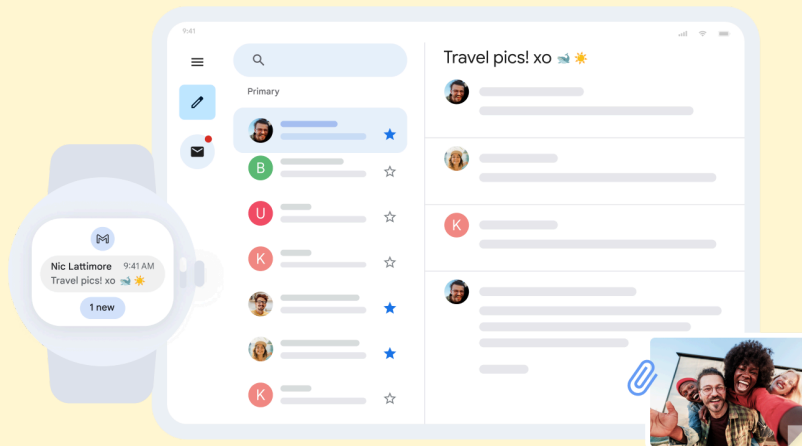 9:41
Primary
B
U
K
K
Travel pics! xo 🐋 ☀️
K
Nic Lattimore 9:41 AM
Travel pics! xo 🐋 ☀️
1 new